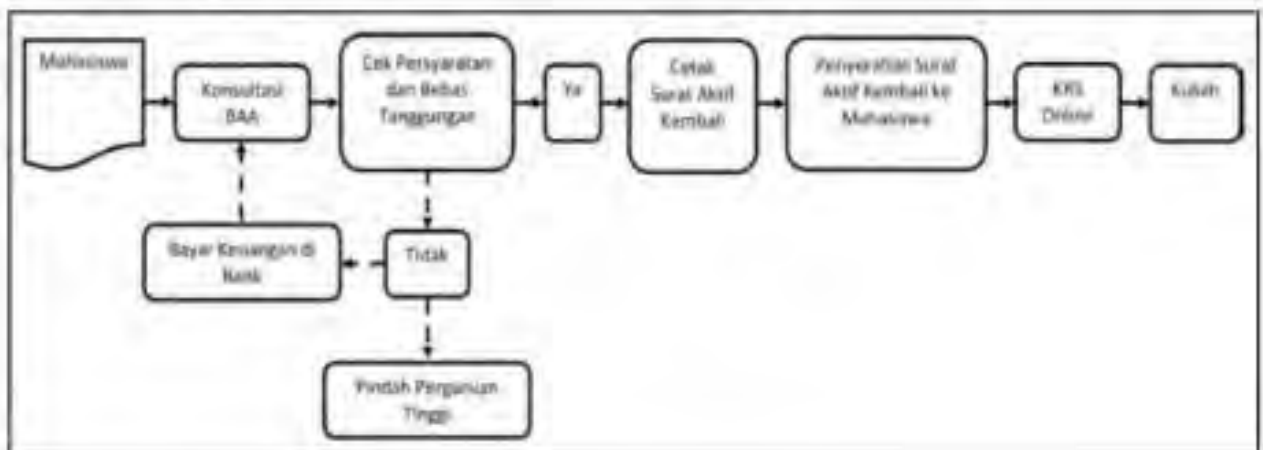 Mahasiswa
Konsultasi
BAA
Cek Persyaratan
dan Bebas
Tanggungan
Ya
Cetak
Surat Aktif
Kembali
Penyerahan Surat
Aktif Kembali ke
Mahasiswa
KRS
Online
Kuliah
Bayar Keuangan di
Bank
Tidak
Pindah Perguruan
Tinggi